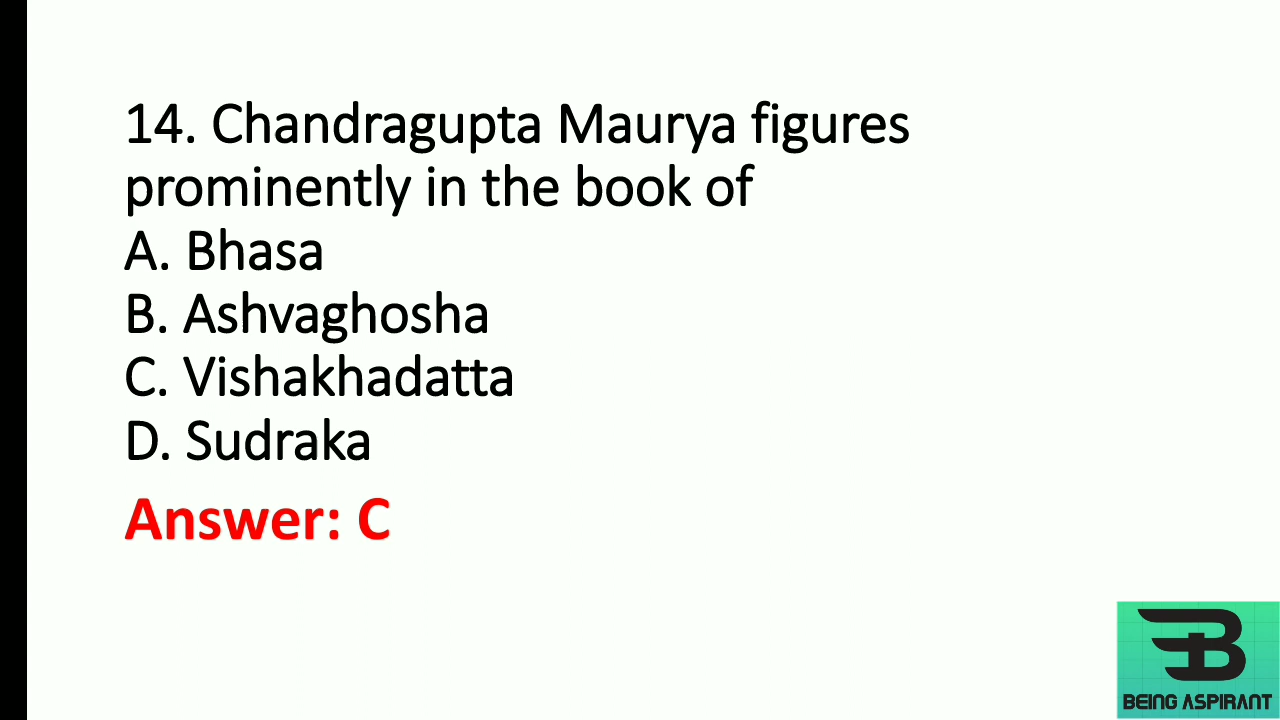 14. Chandragupta Maurya figures
prominently in the book of
A. Bhasa
B. Ashvaghosha
C. Vishakhadatta
D. Sudraka
Answer: C
BEING ASPIRANT